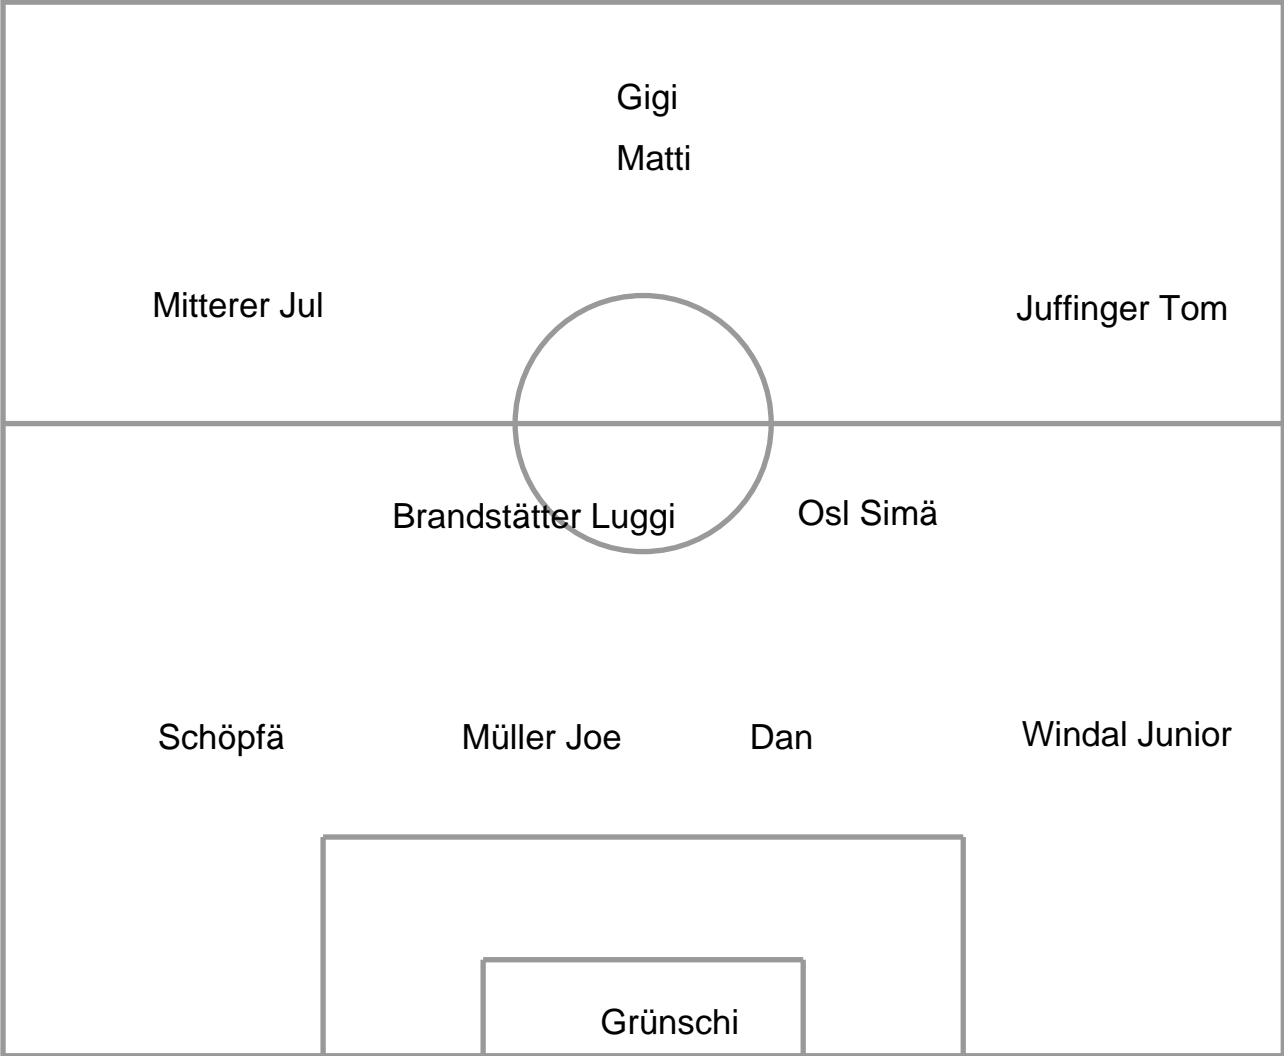 Gigi
Matti
Mitterer Jul
Juffinger Tom
Brandstätter Luggi
Osl Simä
Schöpfä
Müller Joe
Dan
Windal Junior
Grünschi